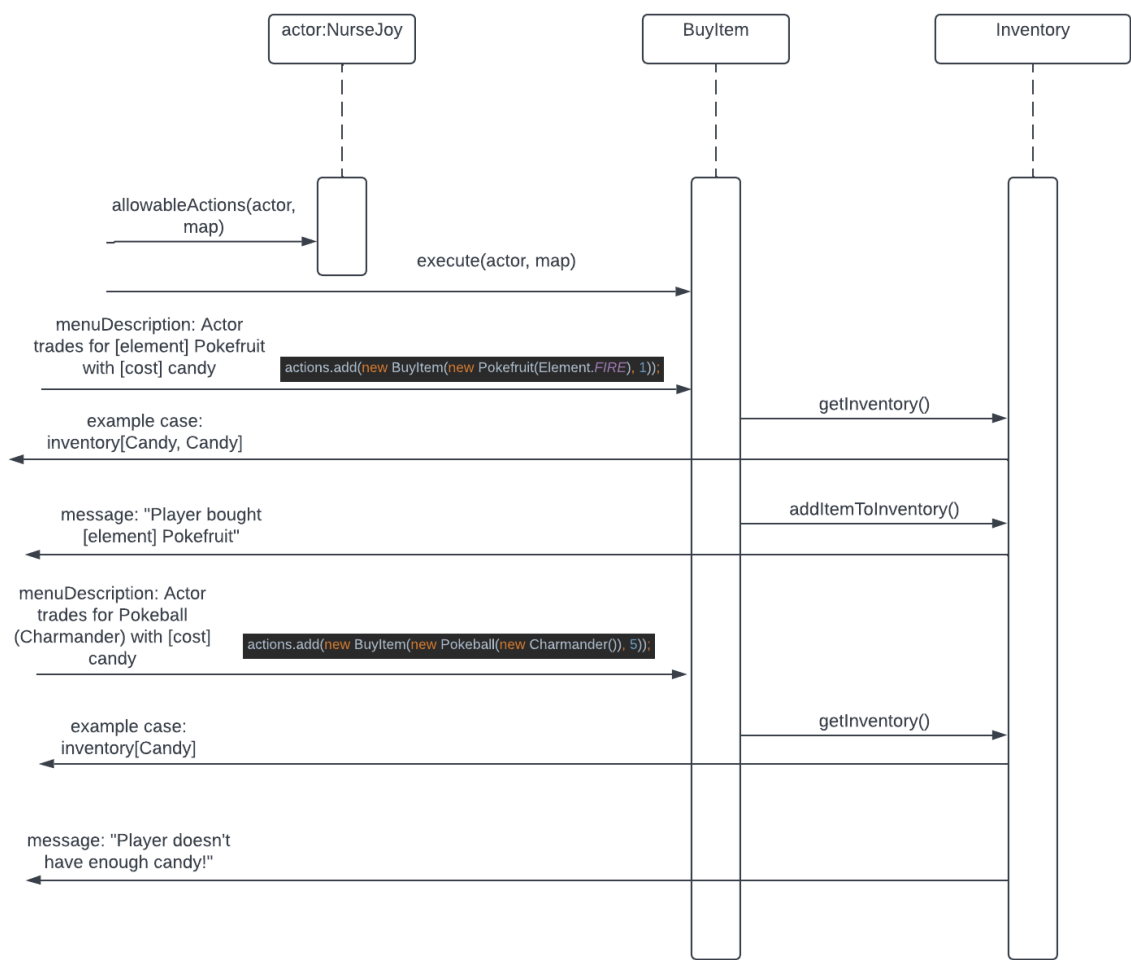 actor:NurseJoy
BuyItem
Inventory
allowableActions(actor,
map)
execute(actor, map)
menuDescription: Actor
trades for [element] Pokefruit
with [cost] candy
actions.add(new BuyItem(new Pokefruit(Element.FIRE), 1));
getInventory()
example case:
inventory[Candy, Candy]
addItemToInventory()
message: "Player bought
[element] Pokefruit"
menuDescription: Actor
trades for Pokeball
(Charmander) with [cost]
candy
actions.add(new BuyItem(new Pokeball(new Charmander()), 5));
getInventory()
example case:
inventory[Candy]
message: "Player doesn't
have enough candy!"